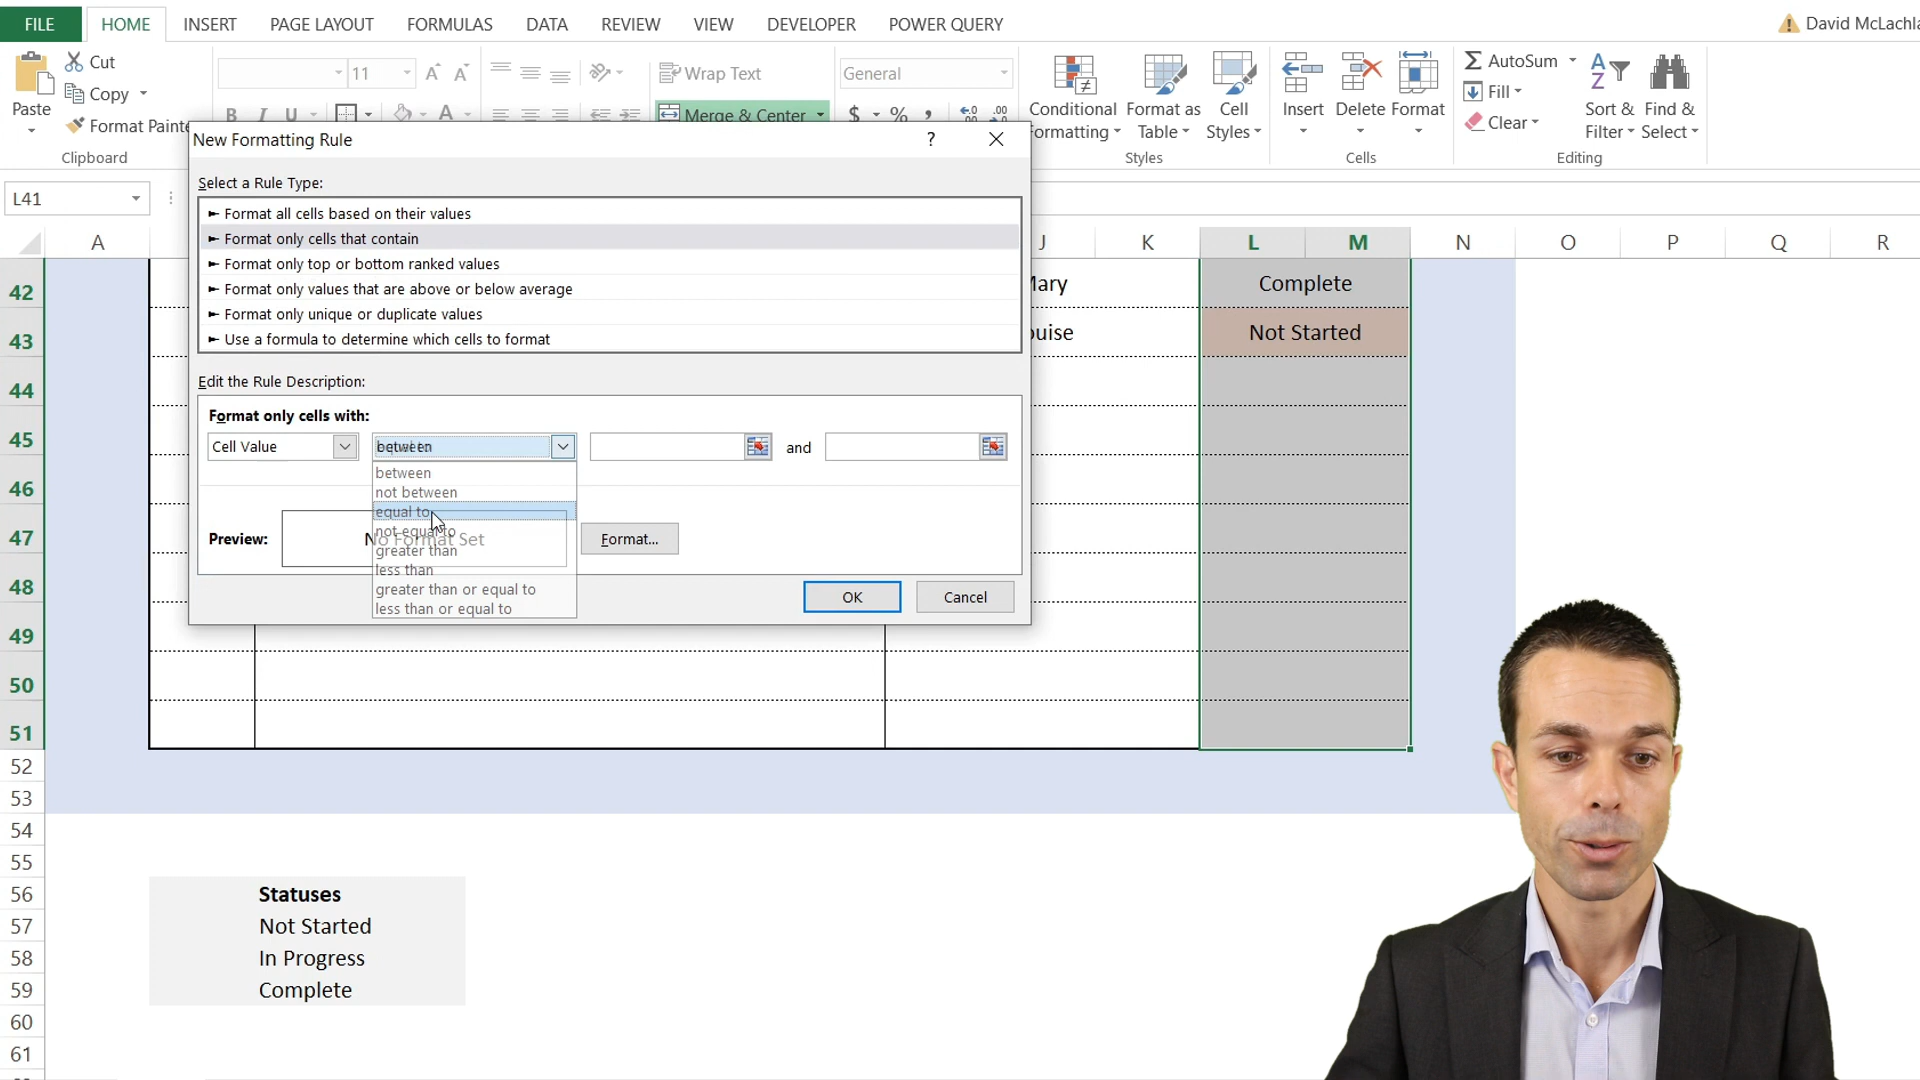 FILE HOME INSERT PAGE LAYOUT FORMULAS DATA REVIEW VIEW DEVELOPER POWER QUERY David McLachla
Cut
Copy
Format Painte
Paste
Clipboard
11
Wrap Text
Merge & Center
General
$ % ,
Conditional Formatting
Format as Table
Cell Styles
Styles
Insert Delete Format
Cells
AutoSum
Fill
Clear
Sort & Filter
Find & Select
Editing
L41
New Formatting Rule ?
Select a Rule Type:
Format all cells based on their values
Format only cells that contain
Format only top or bottom ranked values
Format only values that are above or below average
Format only unique or duplicate values
Use a formula to determine which cells to format
Edit the Rule Description:
Format only cells with:
Cell Value between and
between
not between
equal to
not equal to
greater than
less than
greater than or equal to
less than or equal to
Preview: No Format Set Format...
OK Cancel
A J K L M N O P Q R
42 Mary Complete
43 ouise Not Started
44
45
46
47
48
49
50
51
52
53
54
55
56 Statuses
57 Not Started
58 In Progress
59 Complete
60
61